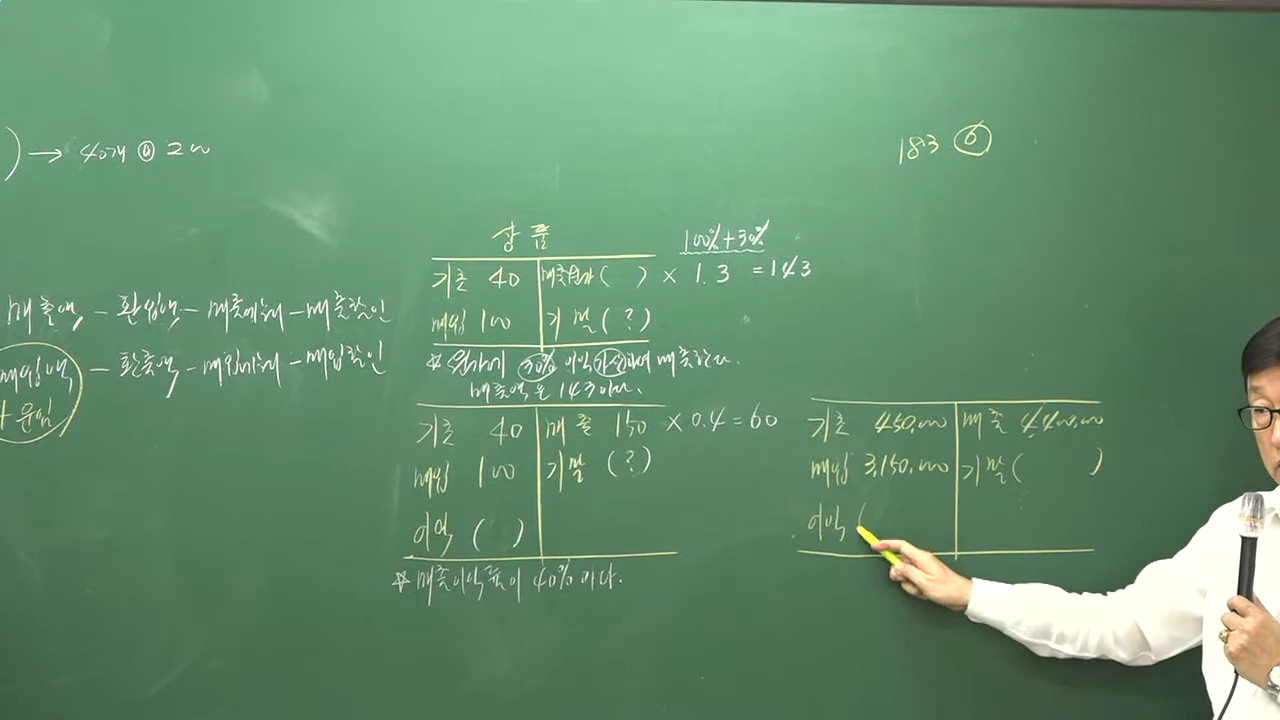 ) → 40개 @ 200
183 ⑥
상품
100%+30%
기초 40 매출원가 ( ) × 1.3 = 143
매입 100 기말 (?)
매출액 - 환입액 - 매출에누리 - 매출할인
매입액 - 환출액 - 매입에누리 - 매입할인
+ 운임
☆ 원가에 30% 이익 가산하여 매출한다.
매출액은 143이다.
기초 40 매출 150 × 0.4 = 60
매입 100 기말 (?)
이익 ( )
☆ 매출이익률이 40%이다.
기초 450,000 매출 4,400,000
매입 3,150,000 기말 ( )
이익 (